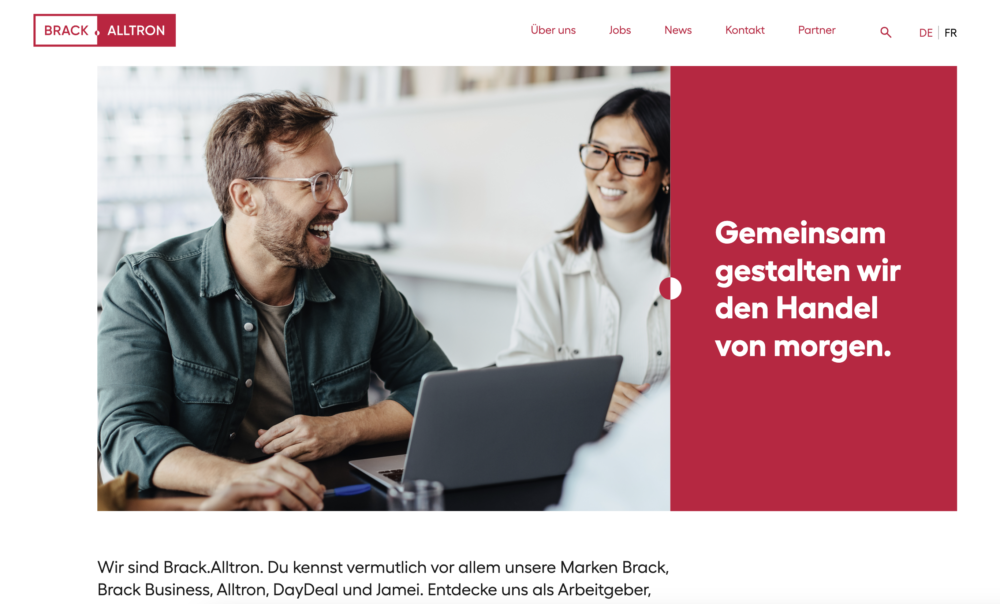 BRACK.ALLTRON
Über uns Jobs News Kontakt Partner DE FR
Gemeinsam
gestalten wir
den Handel
von morgen.
Wir sind Brack.Alltron. Du kennst vermutlich vor allem unsere Marken Brack,
Brack Business, Alltron, DayDeal und Jamei. Entdecke uns als Arbeitgeber,